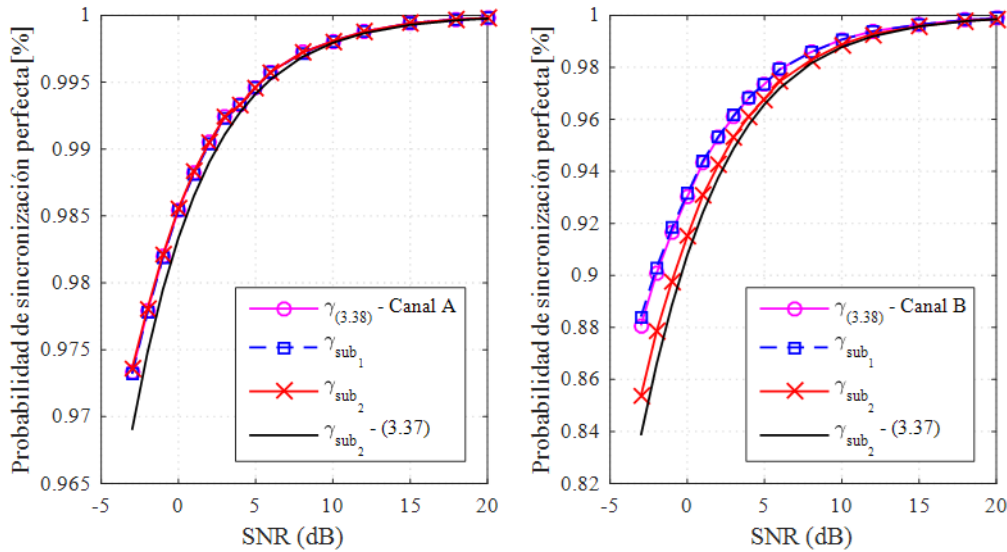 Probabilidad de sincronización perfecta[%]
1
0.995
0.99
0.985
0.98
0.975
0.97
0.965
-5
0
5
10
15
20
SNR (dB)
γ(3.38) - Canal A
γsub1
γsub2
γsub2 - (3.37)
Probabilidad de sincronización perfecta[%]
1
0.98
0.96
0.94
0.92
0.9
0.88
0.86
0.84
0.82
-5
0
5
10
15
20
SNR (dB)
γ(3.38) - Canal B
γsub1
γsub2
γsub2 - (3.37)